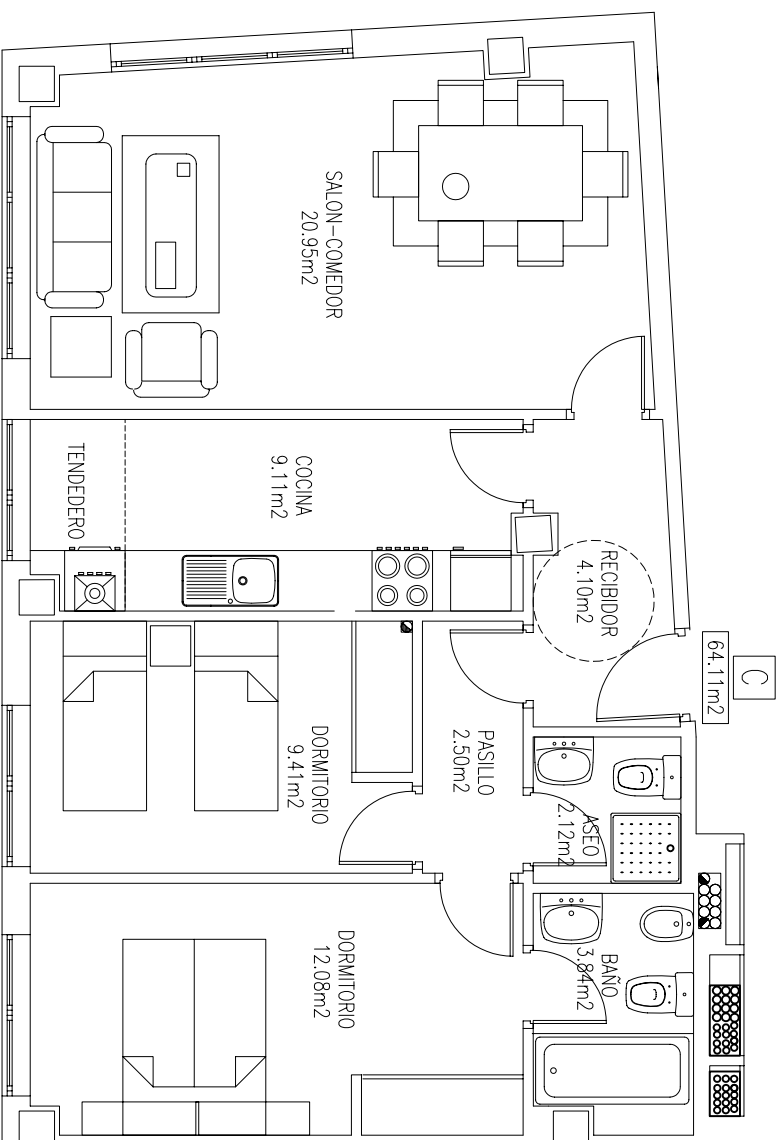 C
64.11m2
SALON-COMEDOR
20.95m2
RECIBIDOR
4.10m2
COCINA
9.11m2
TENDEDERO
PASILLO
2.50m2
ASEO
2.12m2
DORMITORIO
9.41m2
BAÑO
3.84m2
DORMITORIO
12.08m2